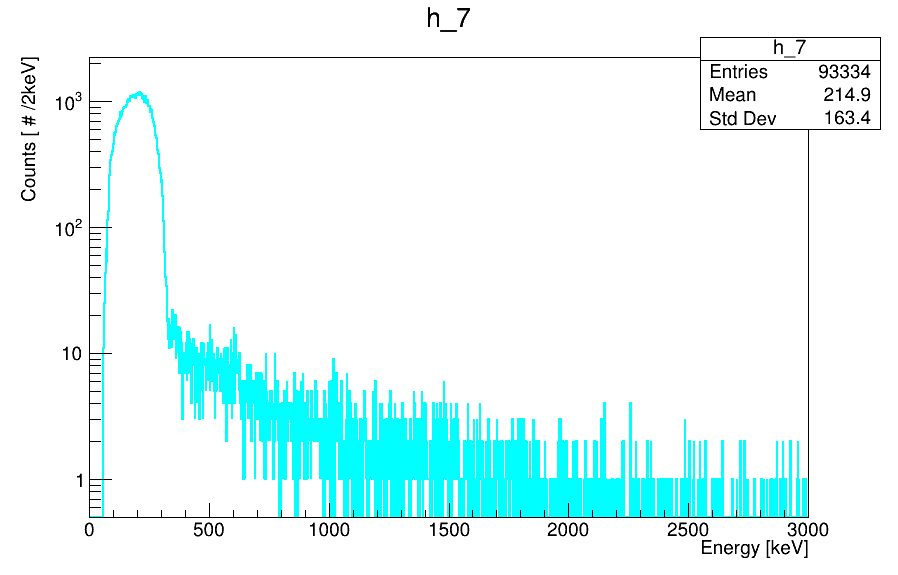 h_7
h_7
Entries 93334
Mean 214.9
Std Dev 163.4
Counts [ # /2keV]
10³
10²
10
1
0 500 1000 1500 2000 2500 3000
Energy [keV]